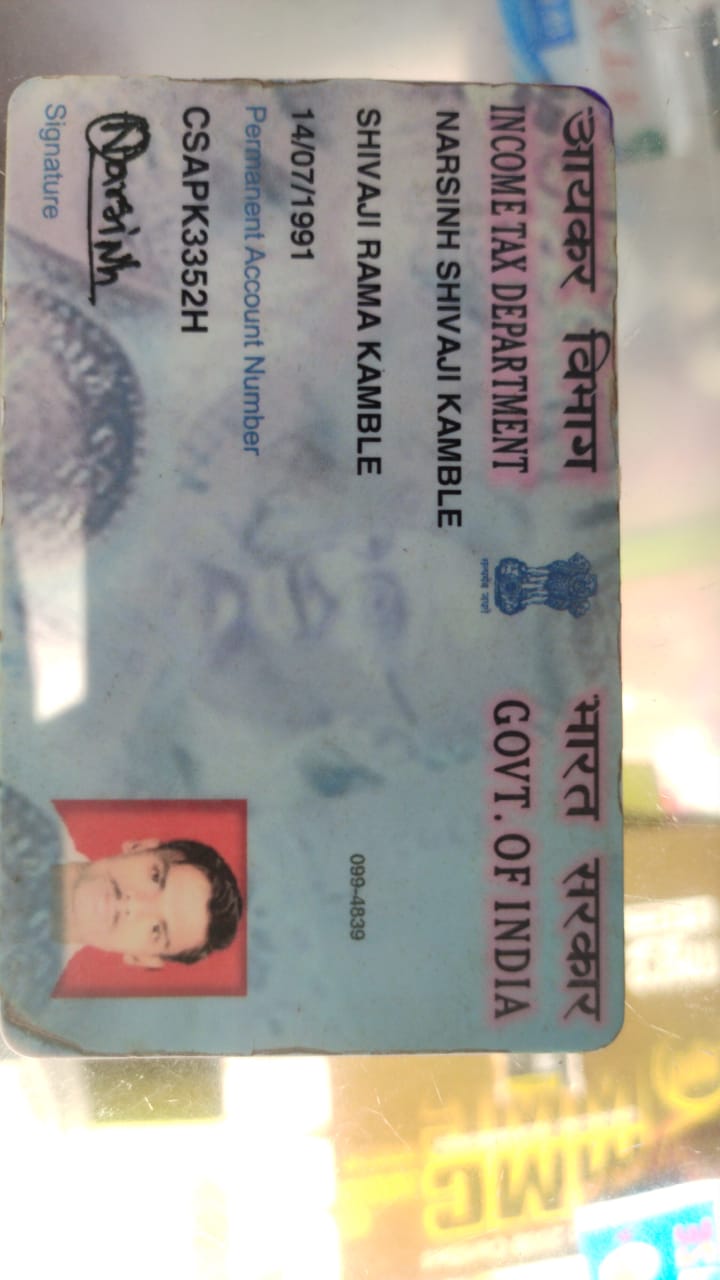 आयकर विभाग भारत सरकार
INCOME TAX DEPARTMENT GOVT. OF INDIA
सत्यमेव जयते
NARSINH SHIVAJI KAMBLE
SHIVAJI RAMA KAMBLE
099-4839
14/07/1991
Permanent Account Number
CSAPK3352H
Narsinh
Signature